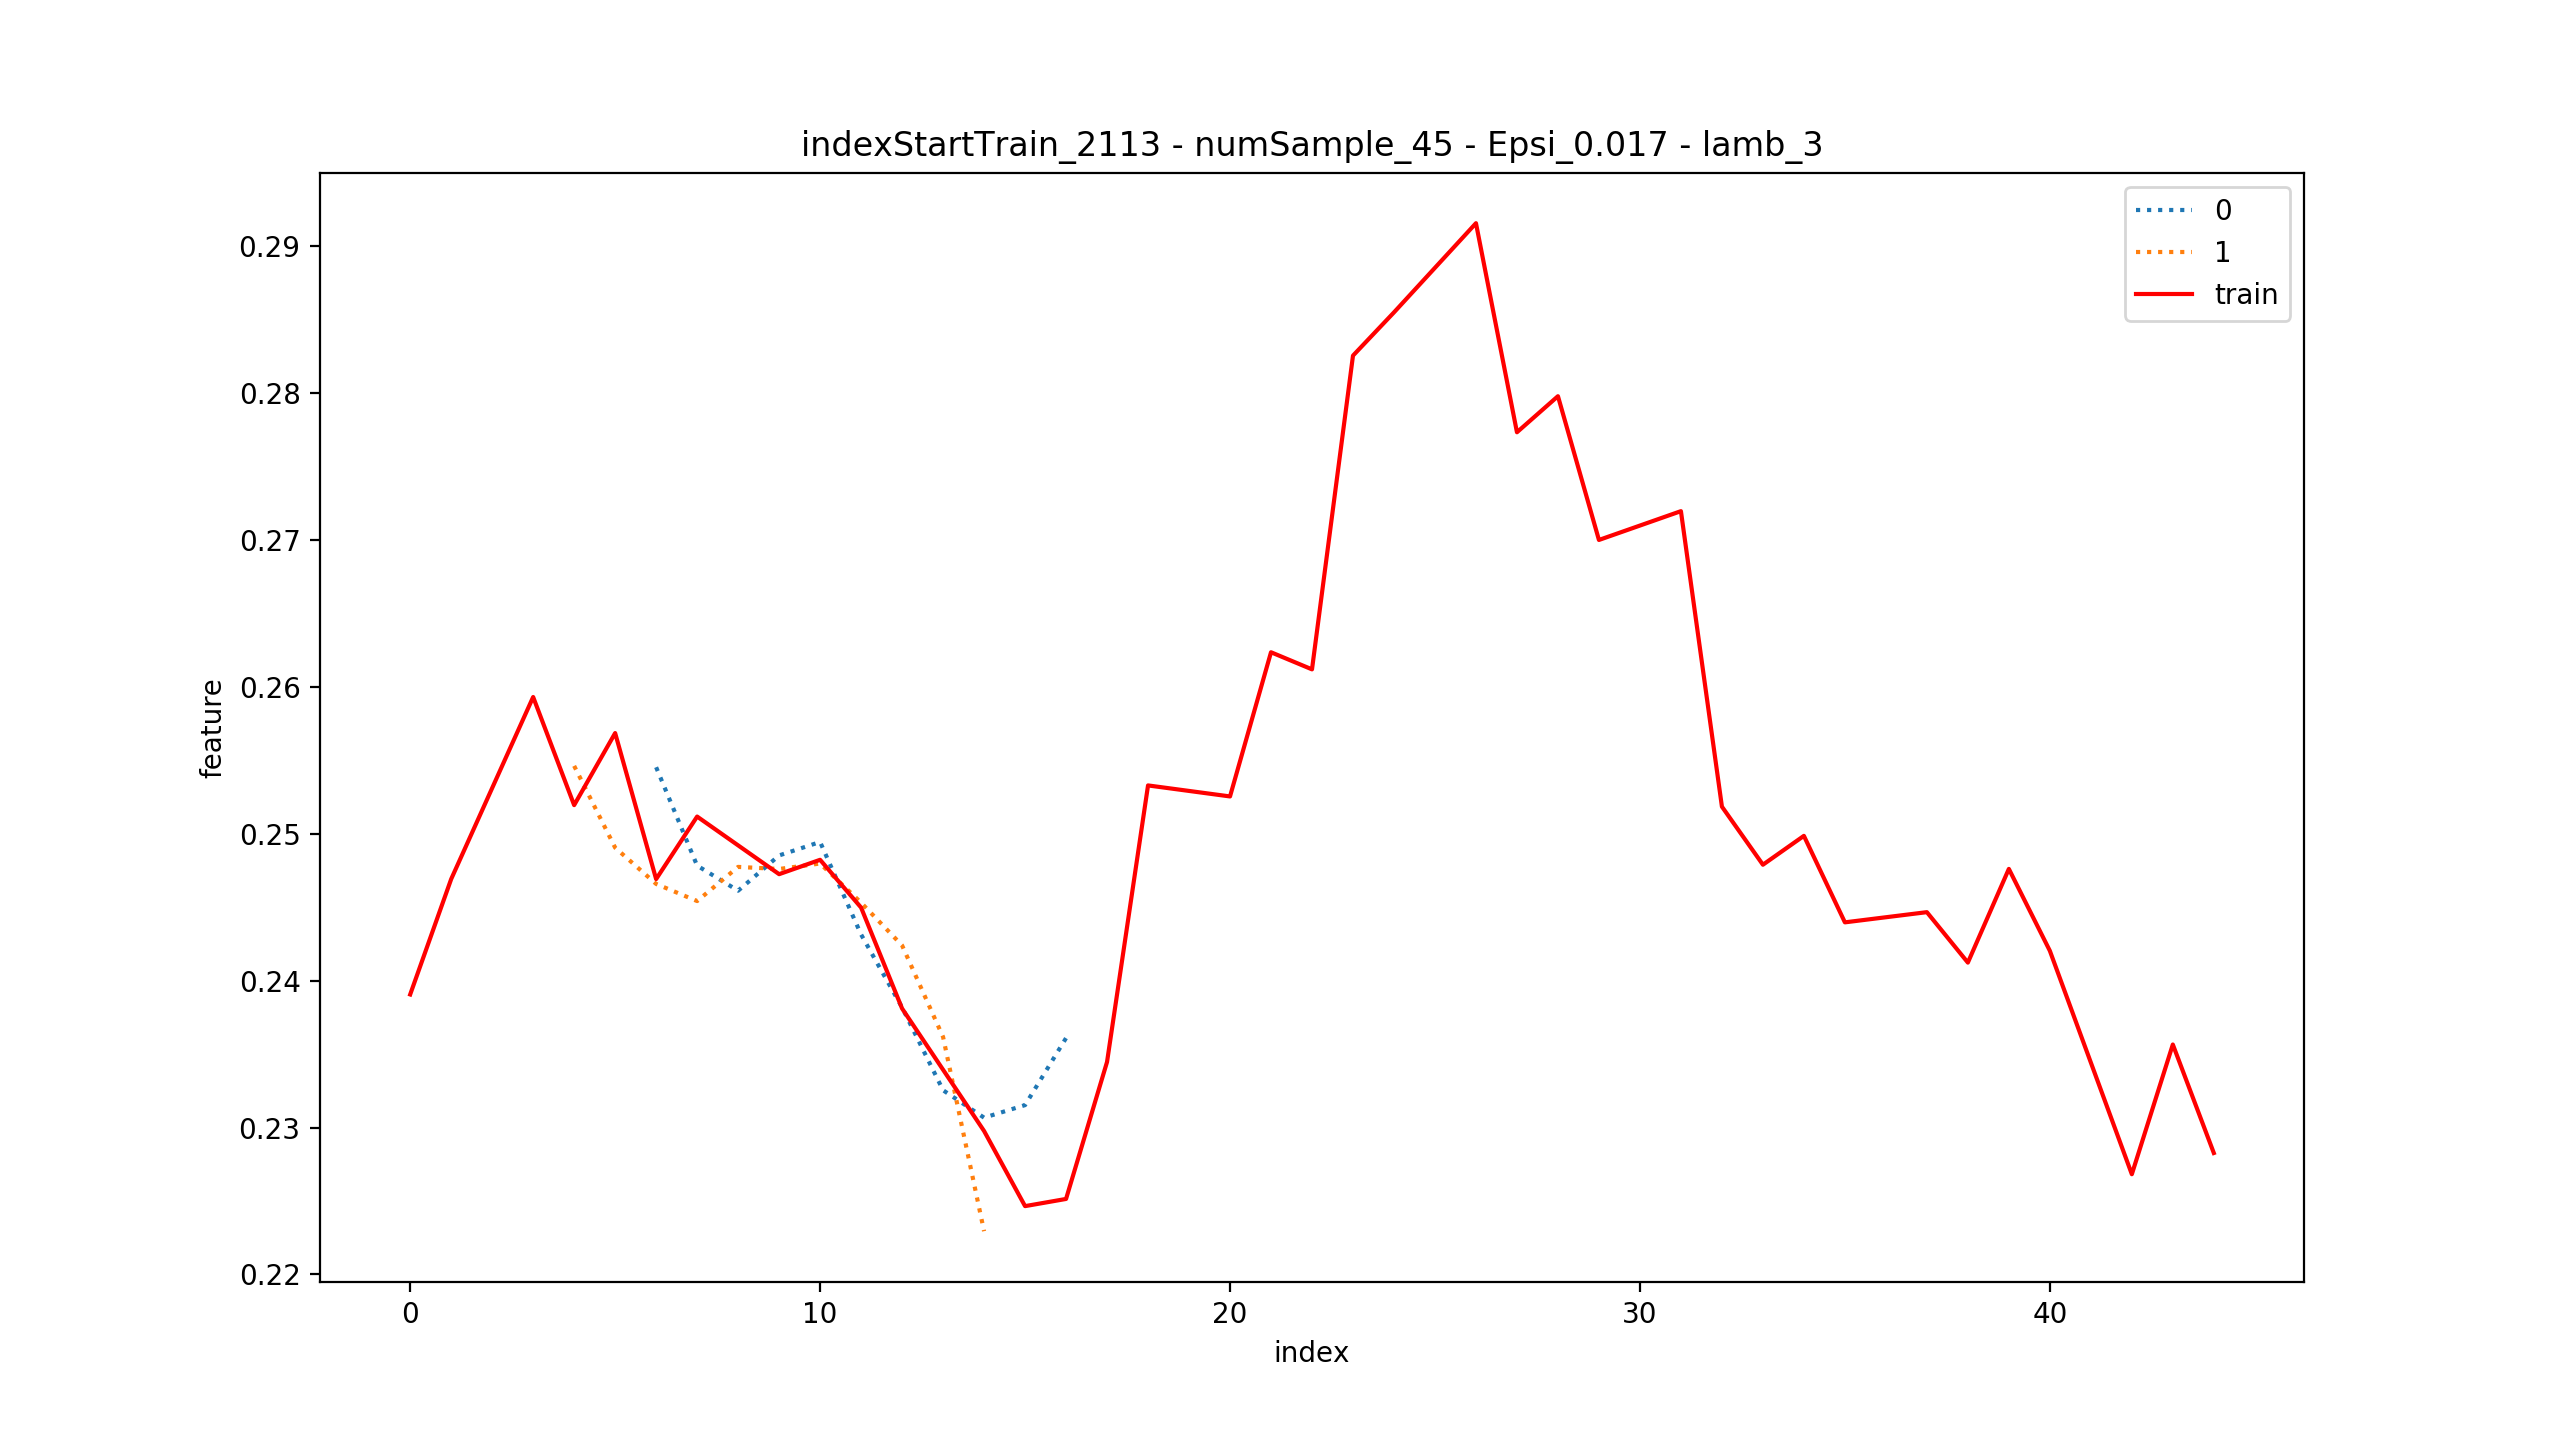 indexStartTrain_2113 - numSample_45 - Epsi_0.017 - lamb_3
0
1
train
0.29
0.28
0.27
0.26
0.25
0.24
0.23
0.22
feature
0 10 20 30 40
index